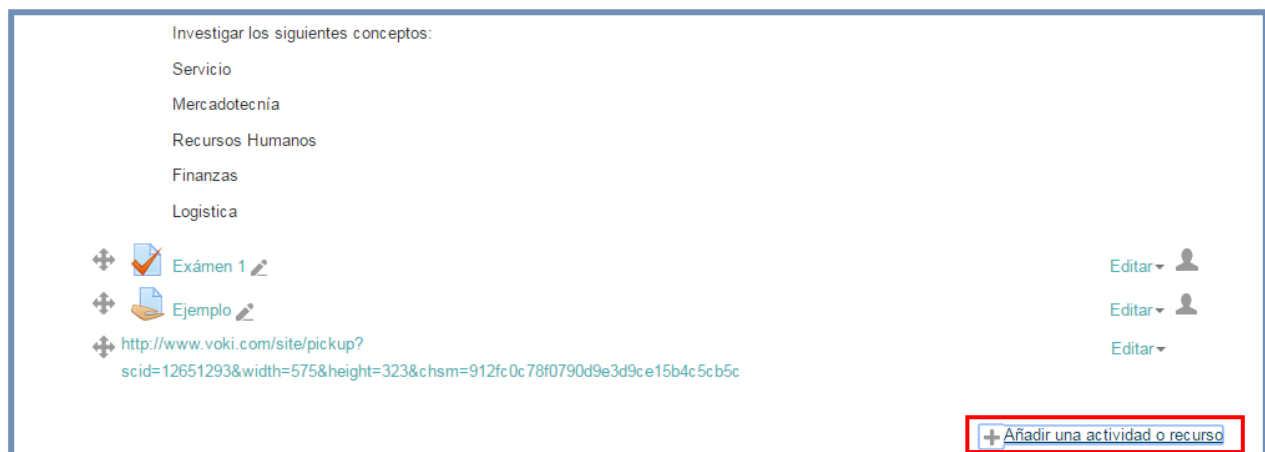 Investigar los siguientes conceptos:
Servicio
Mercadotecnía
Recursos Humanos
Finanzas
Logistica
Exámen 1 Editar
Ejemplo Editar
http://www.voki.com/site/pickup? Editar
scid=12651293&width=575&height=323&chsm=912fc0c78f0790d9e3d9ce15b4c5cb5c
Añadir una actividad o recurso